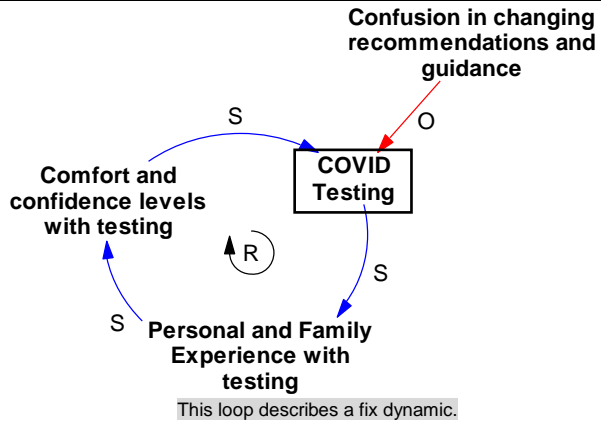 Confusion in changing
recommendations and
guidance
O
S
COVID
Testing
Comfort and
confidence levels
with testing
R
S
S
Personal and Family
Experience with
testing
This loop describes a fix dynamic.